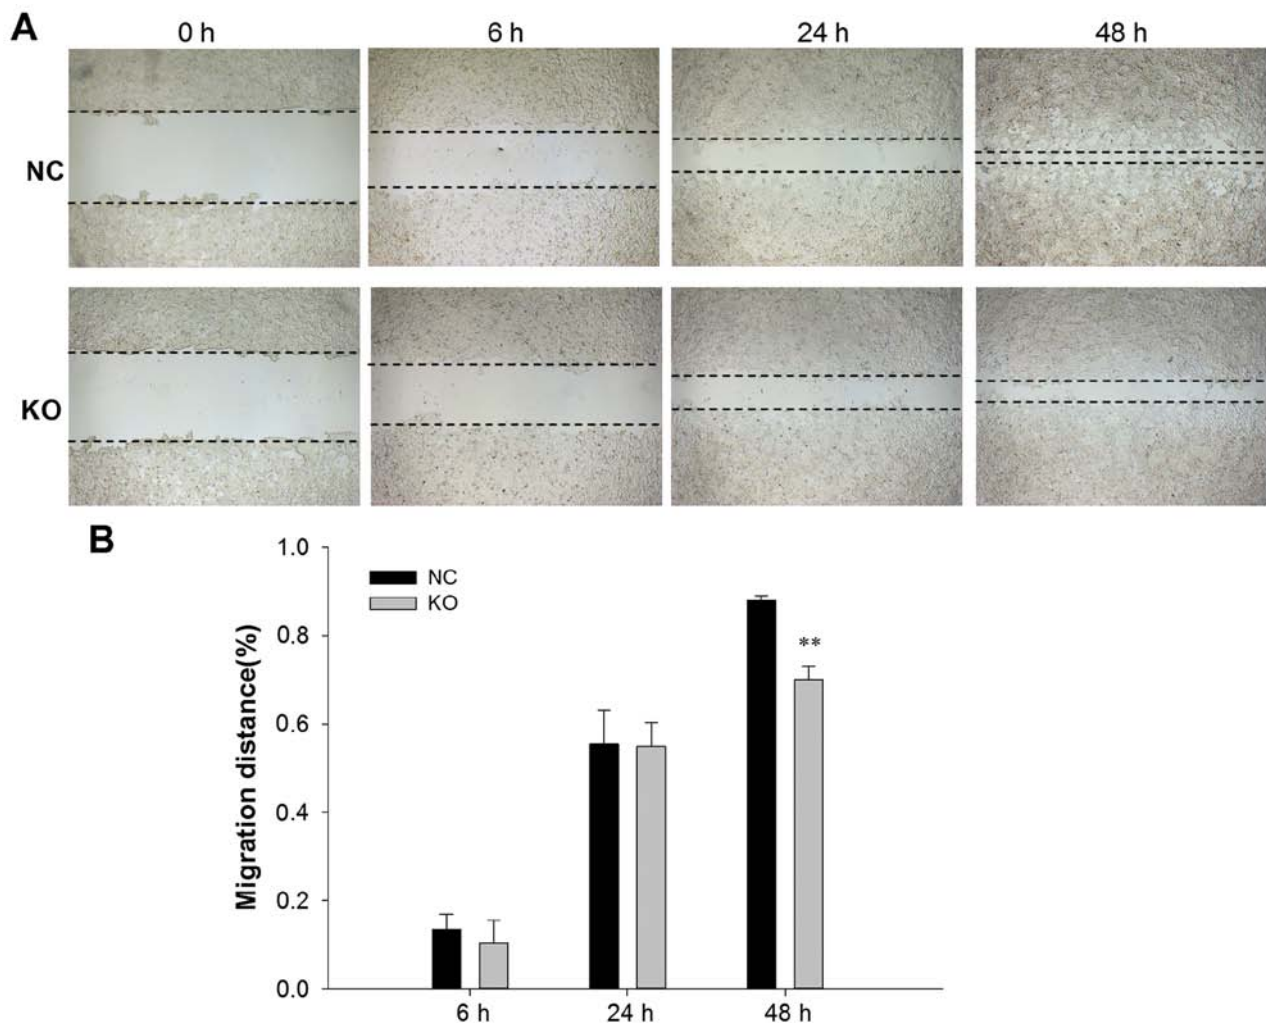 A
0 h 6 h 24 h 48 h
NC
KO
B
Migration distance(%)
1.0
0.8
0.6
0.4
0.2
0.0
NC
KO
**
6 h 24 h 48 h